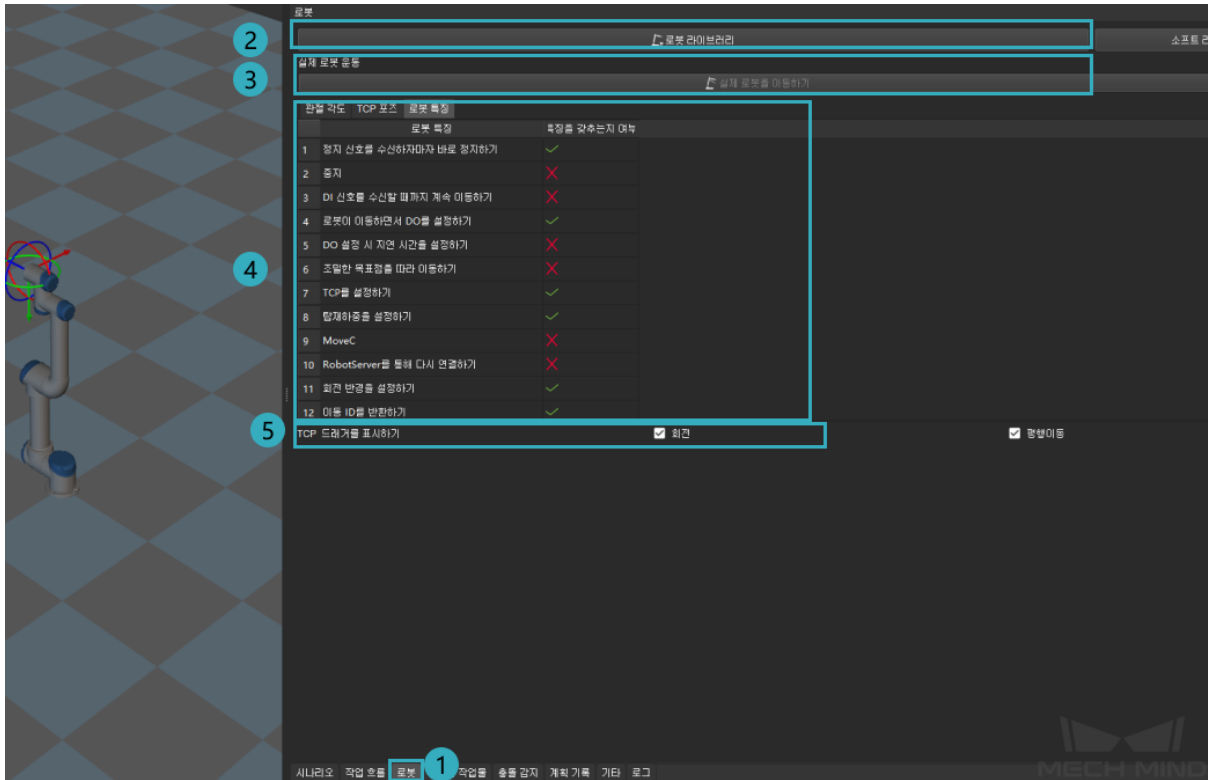 로봇
2
로봇 라이브러리
소프트
실제 로봇 운동
3
실제 로봇을 이동하기
관절 각도 TCP 포즈 로봇 특징
로봇 특징 특징을 갖추는지 여부
1 정지 신호를 수신하자마자 바로 정지하기
2 중지
3 DI 신호를 수신할 때까지 계속 이동하기
4 로봇이 이동하면서 DO를 설정하기
5 DO 설정 시 지연 시간을 설정하기
4
6 조밀한 목표점을 따라 이동하기
7 TCP를 설정하기
8 탑재하중을 설정하기
9 MoveC
10 RobotServer를 통해 다시 연결하기
11 회전 반경을 설정하기
12 이동 ID를 반환하기
5
TCP 드래거를 표시하기 회전 평행이동
MECH MIND
1
시나리오 작업 흐름 로봇 작업물 충돌 감지 계획 기록 기타 로그